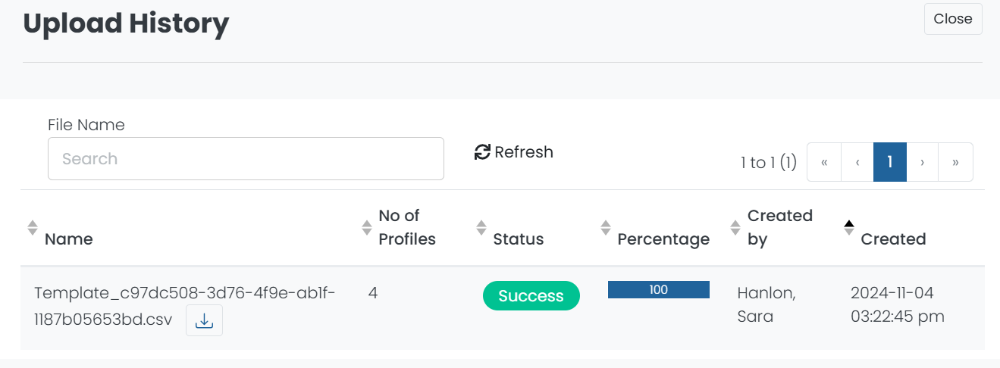 Upload History
Close
File Name
Search
Refresh
1 to 1 (1)
« ‹ 1 › »
Name
No of
Profiles
Status
Percentage
Created
by
Created
Template_c97dc508-3d76-4f9e-ab1f-
1187b05653bd.csv
4
Success
100
Hanlon,
Sara
2024-11-04
03:22:45 pm